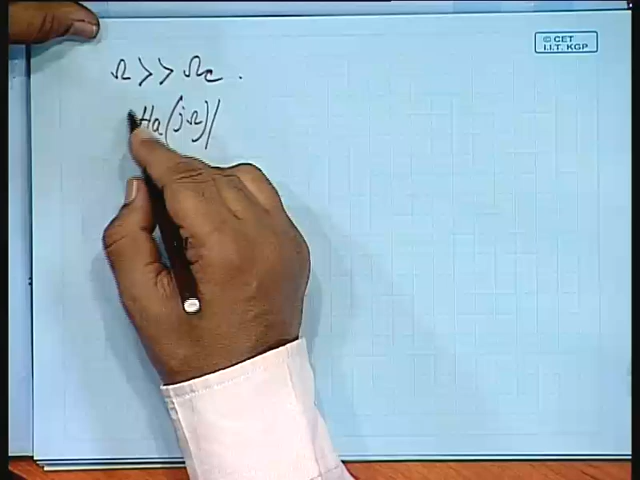 © CET
I.I.T. KGP
Ω >> Ωc .
Ha(jΩ)|